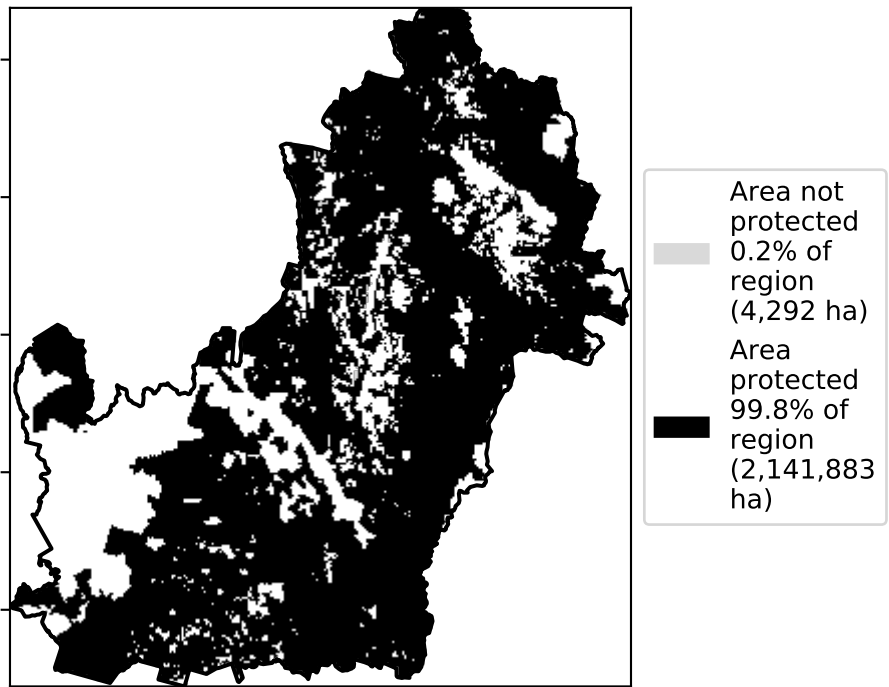 Area not
protected
0.2% of
region
(4,292 ha)
Area
protected
99.8% of
region
(2,141,883
ha)